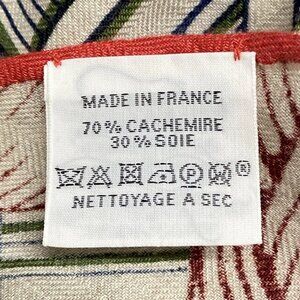 MADE IN FRANCE
70% CACHEMIRE
30% SOIE
Ⓟ ®
NETTOYAGE A SEC